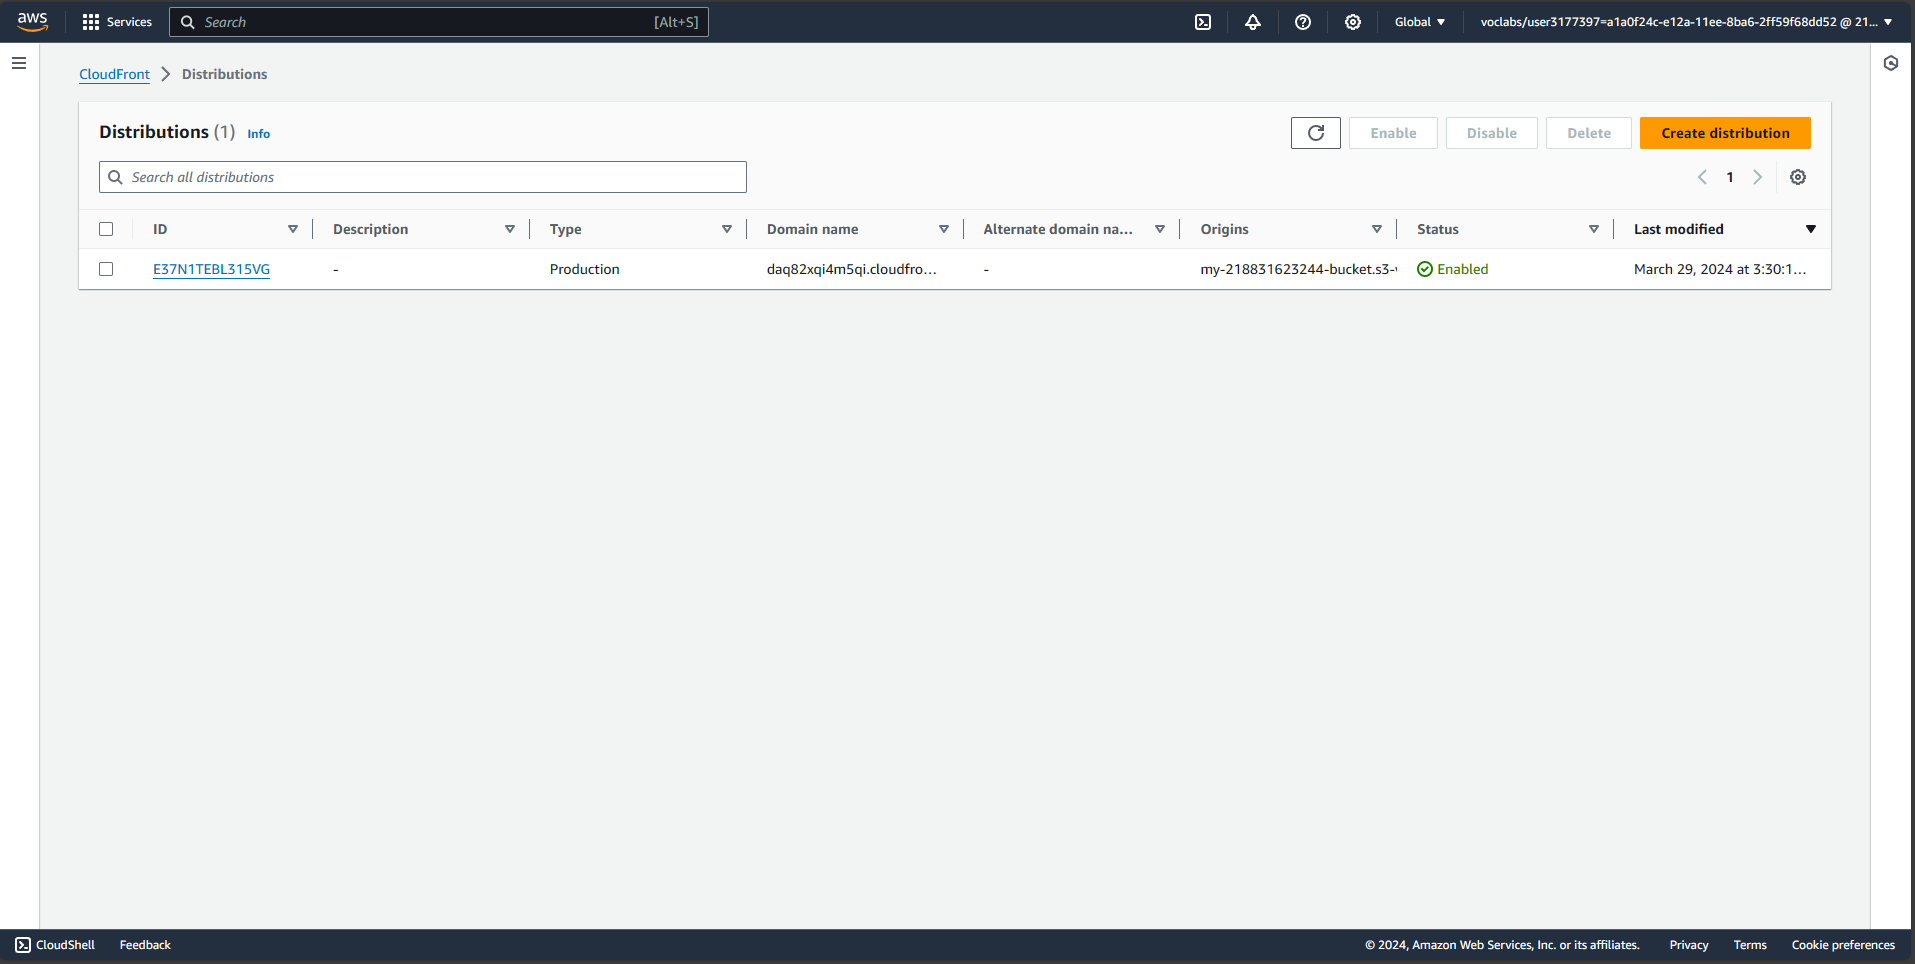 aws Services Search [Alt+S] Global voclabs/user3177397=a1a0f24c-e12a-11ee-8ba6-2ff59f68dd52 @ 21...
CloudFront Distributions
Distributions (1) Info Enable Disable Delete Create distribution
Search all distributions 1
ID Description Type Domain name Alternate domain na... Origins Status Last modified
E37N1TEBL315VG - Production daq82xqi4m5qi.cloudfro... - my-218831623244-bucket.s3- Enabled March 29, 2024 at 3:30:1...
CloudShell Feedback © 2024, Amazon Web Services, Inc. or its affiliates. Privacy Terms Cookie preferences